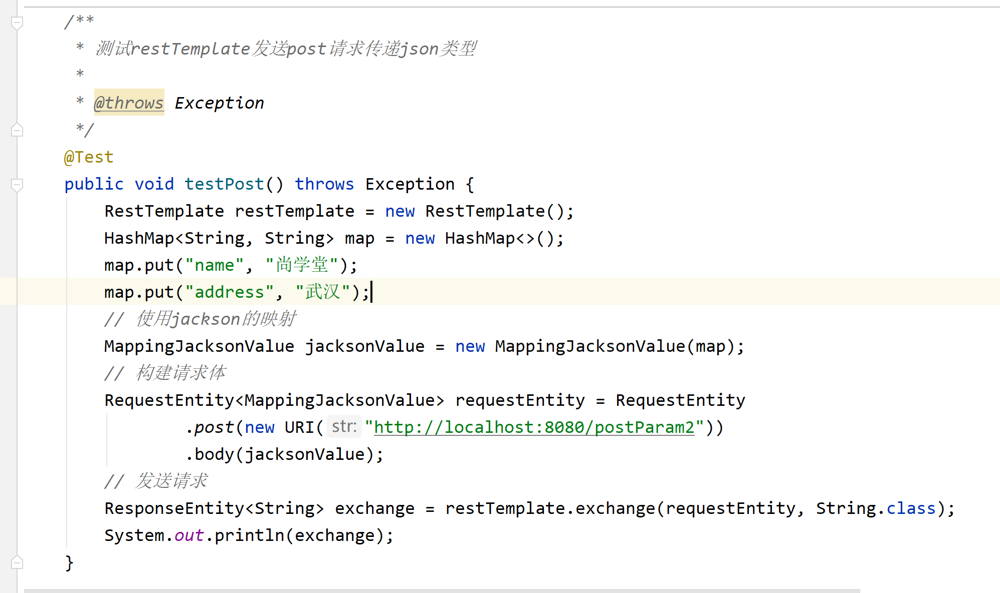 /**
 * 测试restTemplate发送post请求传递json类型
 *
 * @throws Exception
 */
@Test
public void testPost() throws Exception {
    RestTemplate restTemplate = new RestTemplate();
    HashMap<String, String> map = new HashMap<>();
    map.put("name", "尚学堂");
    map.put("address", "武汉");
    // 使用jackson的映射
    MappingJacksonValue jacksonValue = new MappingJacksonValue(map);
    // 构建请求体
    RequestEntity<MappingJacksonValue> requestEntity = RequestEntity
            .post(new URI( str: "http://localhost:8080/postParam2"))
            .body(jacksonValue);
    // 发送请求
    ResponseEntity<String> exchange = restTemplate.exchange(requestEntity, String.class);
    System.out.println(exchange);
}